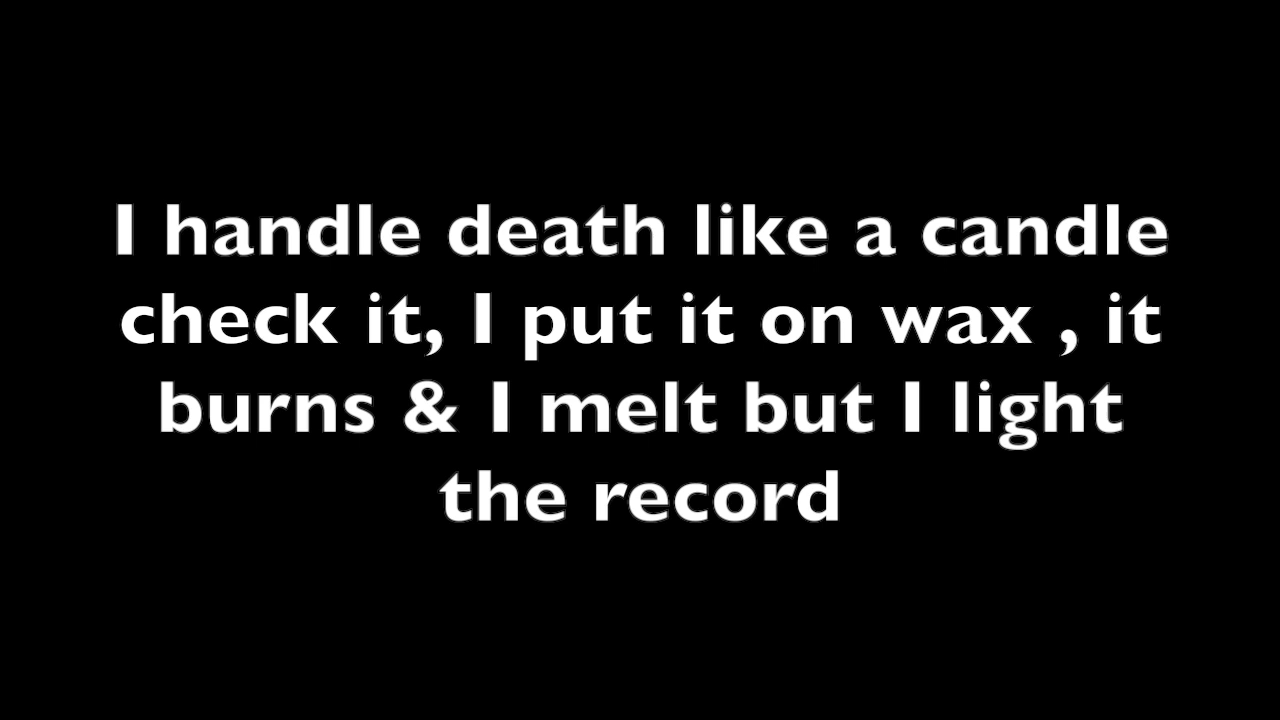 I handle death like a candle
check it, I put it on wax , it
burns & I melt but I light
the record